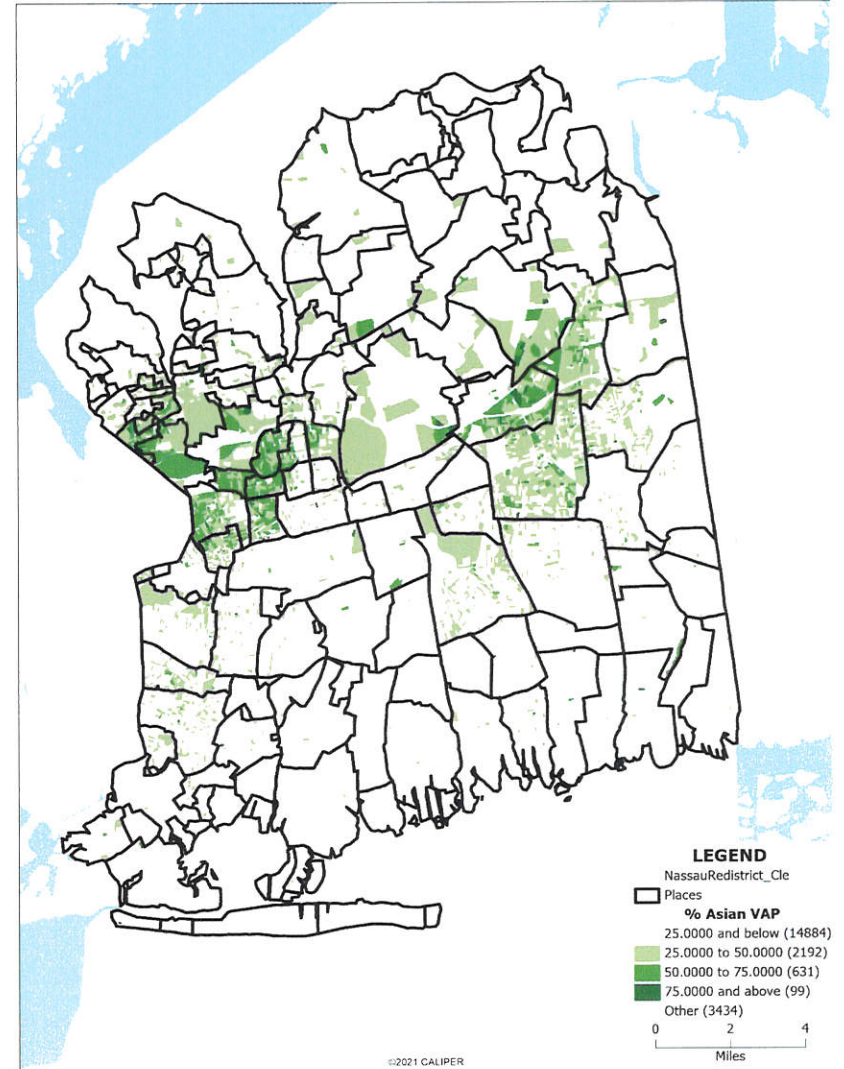 LEGEND
NassauRedistrict_Cle
Places
% Asian VAP
25.0000 and below (14884)
25.0000 to 50.0000 (2192)
50.0000 to 75.0000 (631)
75.0000 and above (99)
Other (3434)
0 2 4
Miles
©2021 CALIPER